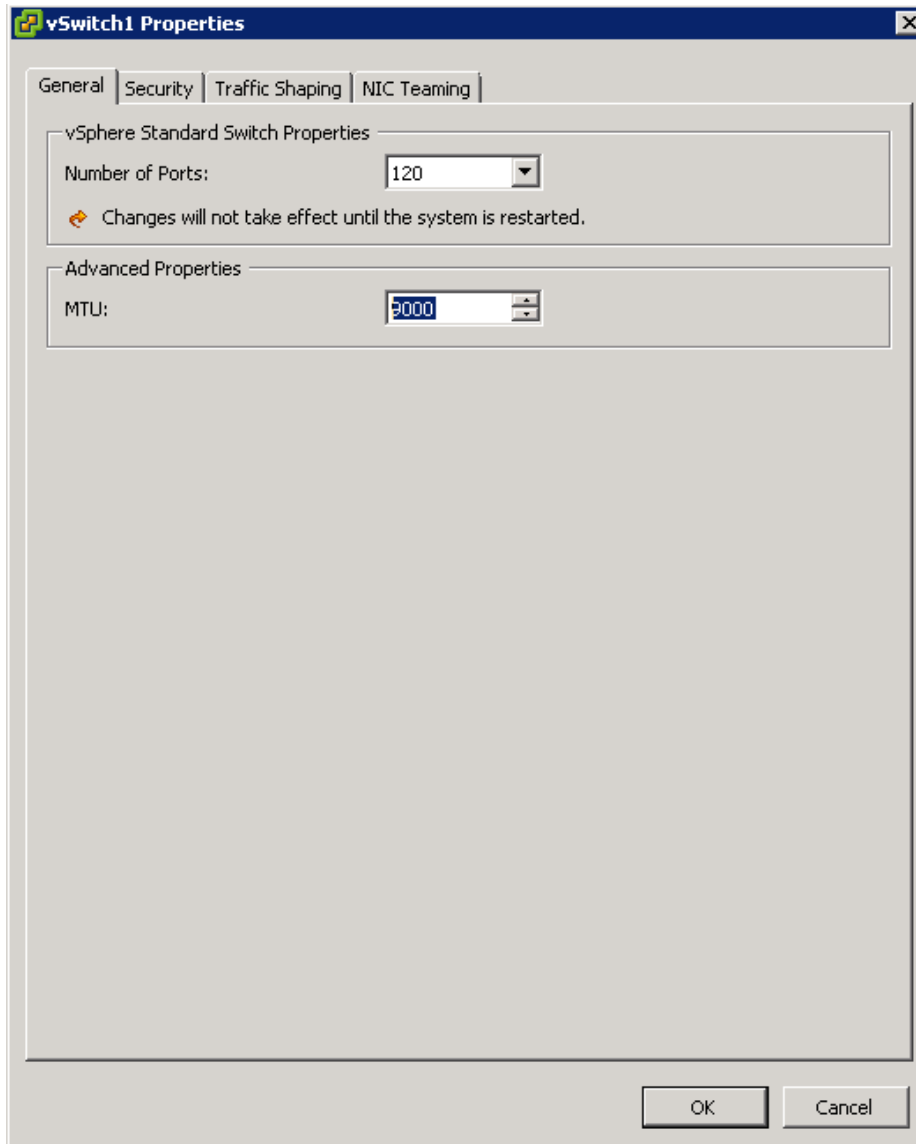 vSwitch1 Properties
General Security Traffic Shaping NIC Teaming
vSphere Standard Switch Properties
Number of Ports: 120
Changes will not take effect until the system is restarted.
Advanced Properties
MTU: 9000
OK Cancel